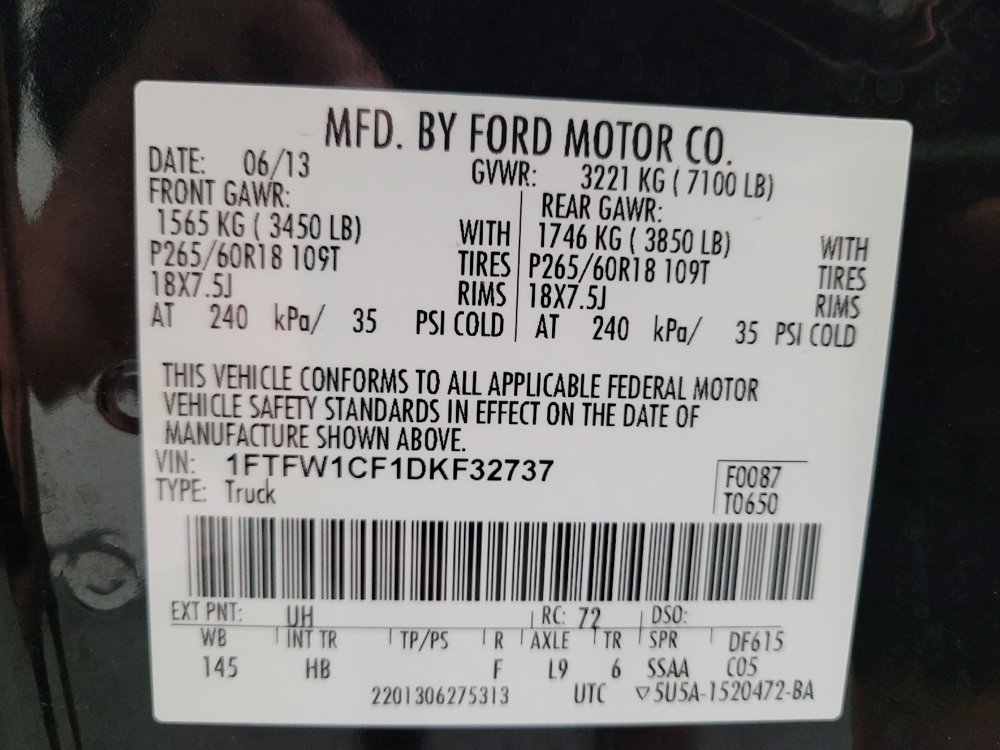 MFD. BY FORD MOTOR CO.
DATE: 06/13 GVWR: 3221 KG ( 7100 LB)
FRONT GAWR: REAR GAWR:
1565 KG ( 3450 LB) WITH 1746 KG ( 3850 LB) WITH
P265/60R18 109T TIRES P265/60R18 109T TIRES
18X7.5J RIMS 18X7.5J RIMS
AT 240 kPa/ 35 PSI COLD AT 240 kPa/ 35 PSI COLD
THIS VEHICLE CONFORMS TO ALL APPLICABLE FEDERAL MOTOR
VEHICLE SAFETY STANDARDS IN EFFECT ON THE DATE OF
MANUFACTURE SHOWN ABOVE.
VIN: 1FTFW1CF1DKF32737 F0087
TYPE: Truck T0650
EXT PNT: UH RC: 72 DSO:
WB INT TR TP/PS R AXLE TR SPR DF615
145 HB F L9 6 SSAA C05
2201306275313 UTC ▽5U5A-1520472-BA